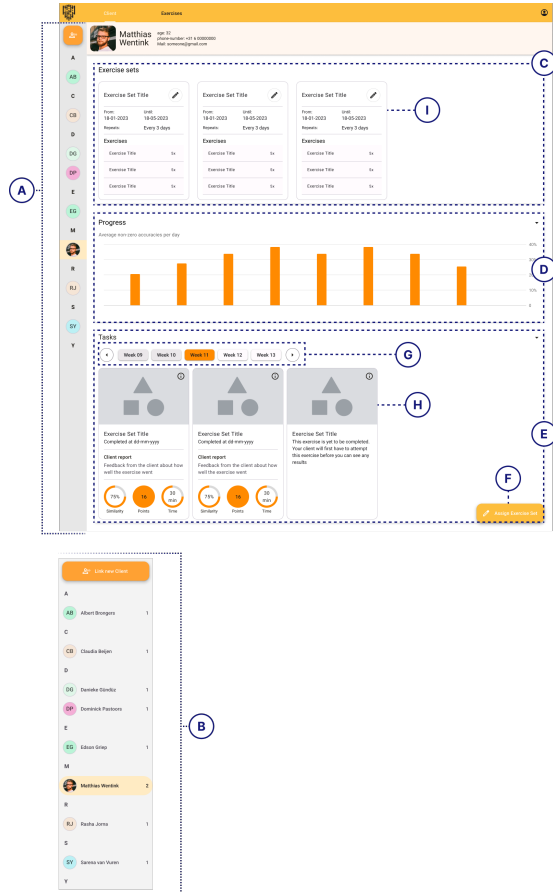 Client
Exercises
Matthias
Wentink
age: 32
phone-number: +31 6 00000000
Mail: someone@gmail.com
A
AB
C
CB
D
DG
DP
E
EG
M
R
RJ
S
SY
Y
A
C
Exercise sets
Exercise Set Title
From:
Until:
18-01-2023
18-05-2023
Repeats:
Every 3 days
Exercises
Exercise Title
5x
Exercise Title
5x
Exercise Title
5x
Exercise Set Title
From:
Until:
18-01-2023
18-05-2023
Repeats:
Every 3 days
Exercises
Exercise Title
5x
Exercise Title
5x
Exercise Title
5x
Exercise Set Title
From:
Until:
18-01-2023
18-05-2023
Repeats:
Every 3 days
Exercises
Exercise Title
5x
Exercise Title
5x
Exercise Title
5x
I
Progress
Average non-zero accuracies per day
40%
10%
0
D
Tasks
Week 09
Week 10
Week 11
Week 12
Week 13
G
Exercise Set Title
Completed at dd-mm-yyyy
Client report
Feedback from the client about how
well the exercise went
75%
Similarity
16
Points
30
min
Time
Exercise Set Title
Completed at dd-mm-yyyy
Client report
Feedback from the client about how
well the exercise went
75%
Similarity
16
Points
30
min
Time
Exercise Set Title
This exercise is yet to be completed.
Your client will first have to attempt
this exercise before you can see any
results
H
E
F
Assign Exercise Set
Link new Client
A
AB Albert Brongers 1
C
CB Claudia Beijen 1
D
DG Danieke Gündüz 1
DP Dominick Pastoors 1
E
EG Edson Griep 1
M
Matthias Wentink 2
R
RJ Rasha Jorna 1
S
SY Sarena van Vuren 1
Y
B